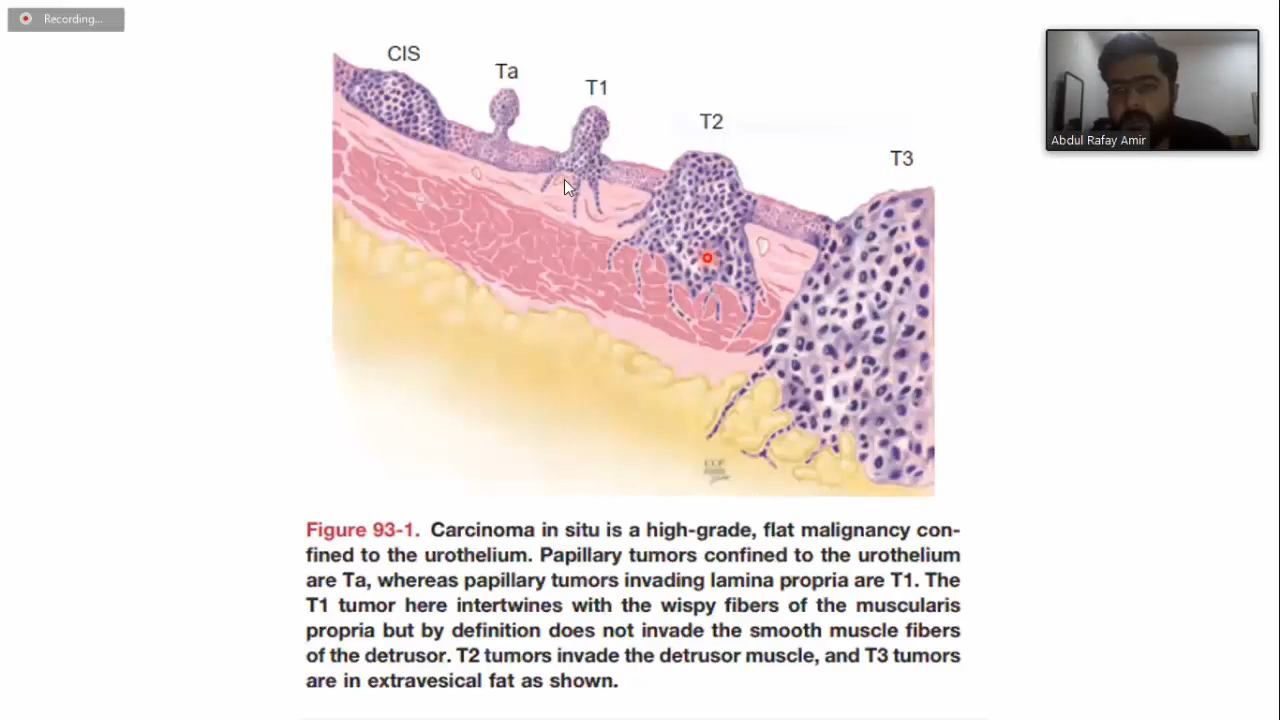 Recording...
CIS
Ta
T1
T2
T3
Abdul Rafay Amir
Figure 93-1. Carcinoma in situ is a high-grade, flat malignancy con-
fined to the urothelium. Papillary tumors confined to the urothelium
are Ta, whereas papillary tumors invading lamina propria are T1. The
T1 tumor here intertwines with the wispy fibers of the muscularis
propria but by definition does not invade the smooth muscle fibers
of the detrusor. T2 tumors invade the detrusor muscle, and T3 tumors
are in extravesical fat as shown.